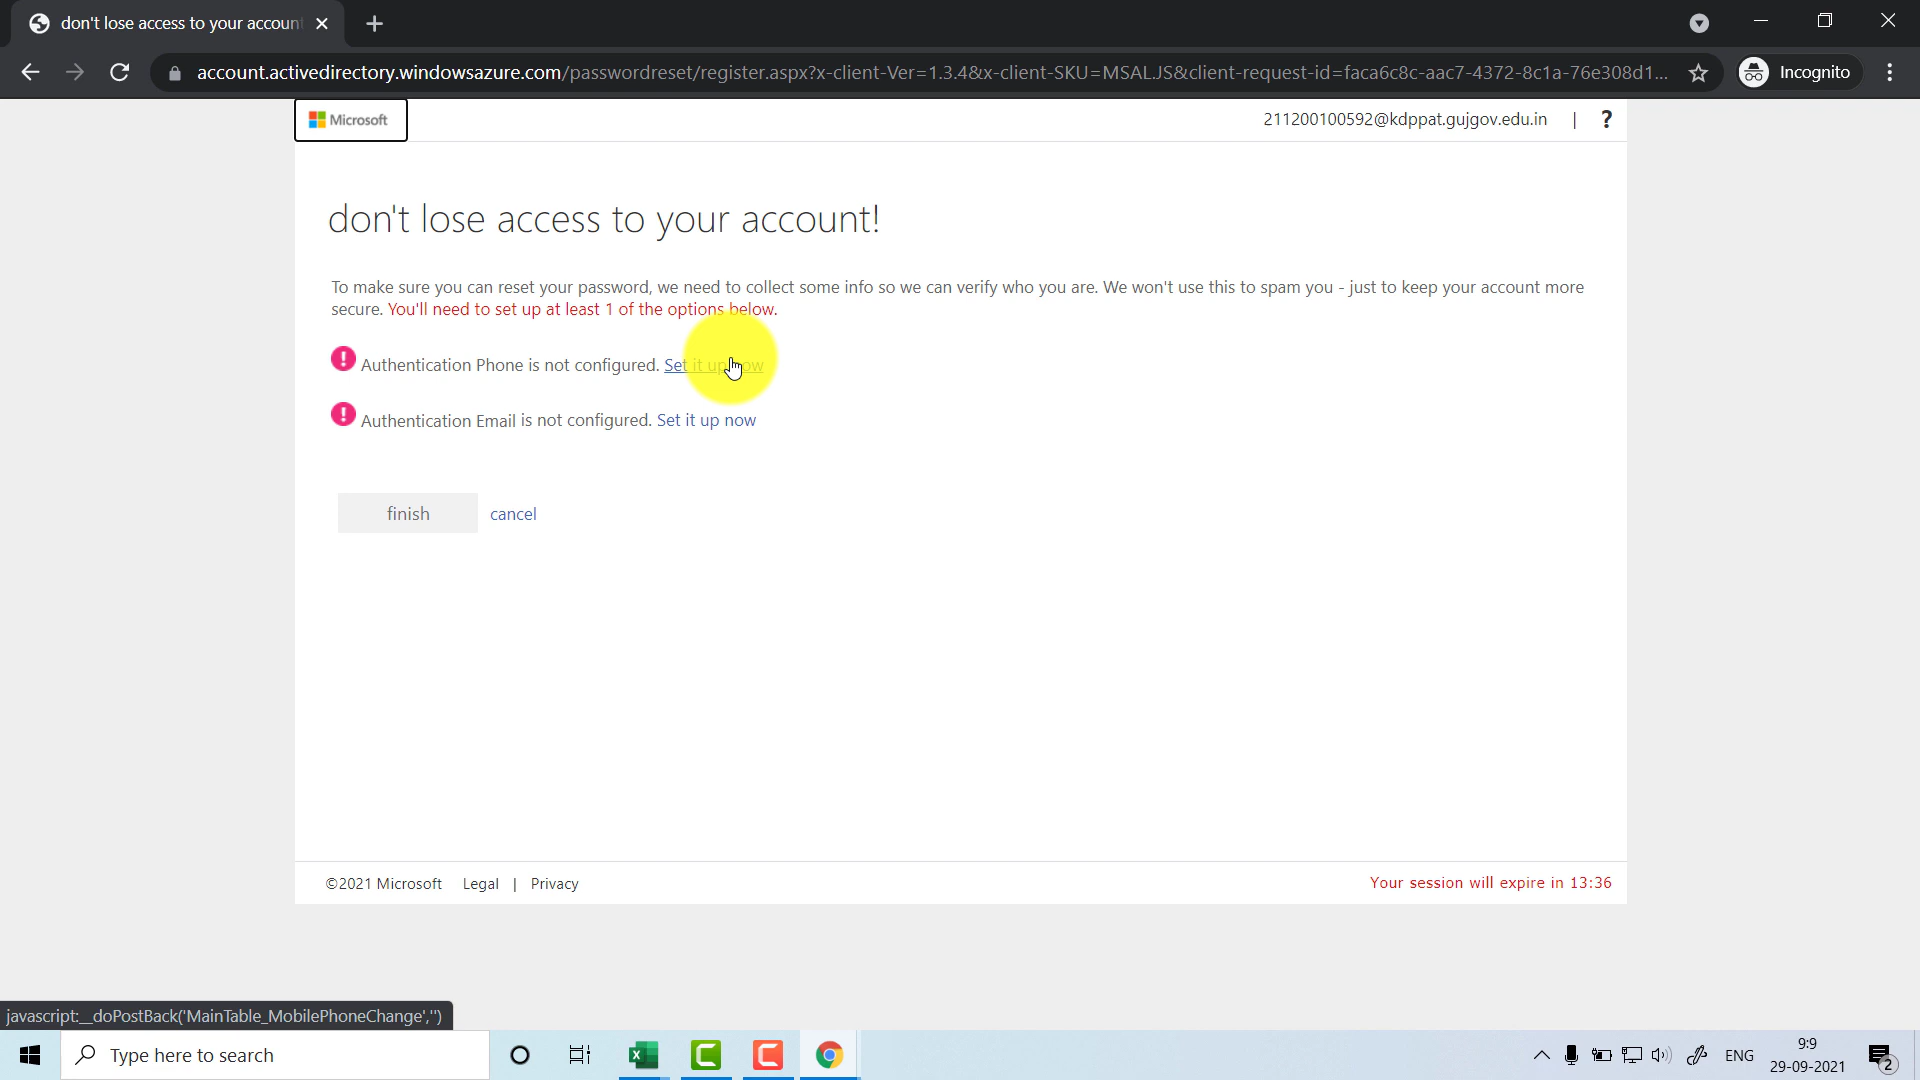 don't lose access to your accoun
account.activedirectory.windowsazure.com/passwordreset/register.aspx?x-client-Ver=1.3.4&x-client-SKU=MSAL.JS&client-request-id=faca6c8c-aac7-4372-8c1a-76e308d1...
Incognito
Microsoft
211200100592@kdppat.gujgov.edu.in | ?
don't lose access to your account!
To make sure you can reset your password, we need to collect some info so we can verify who you are. We won't use this to spam you - just to keep your account more
secure. You'll need to set up at least 1 of the options below.
Authentication Phone is not configured. Set it up now
Authentication Email is not configured. Set it up now
finish cancel
©2021 Microsoft Legal | Privacy
Your session will expire in 13:36
javascript:__doPostBack('MainTable_MobilePhoneChange','')
Type here to search
ENG
9:9
29-09-2021
2